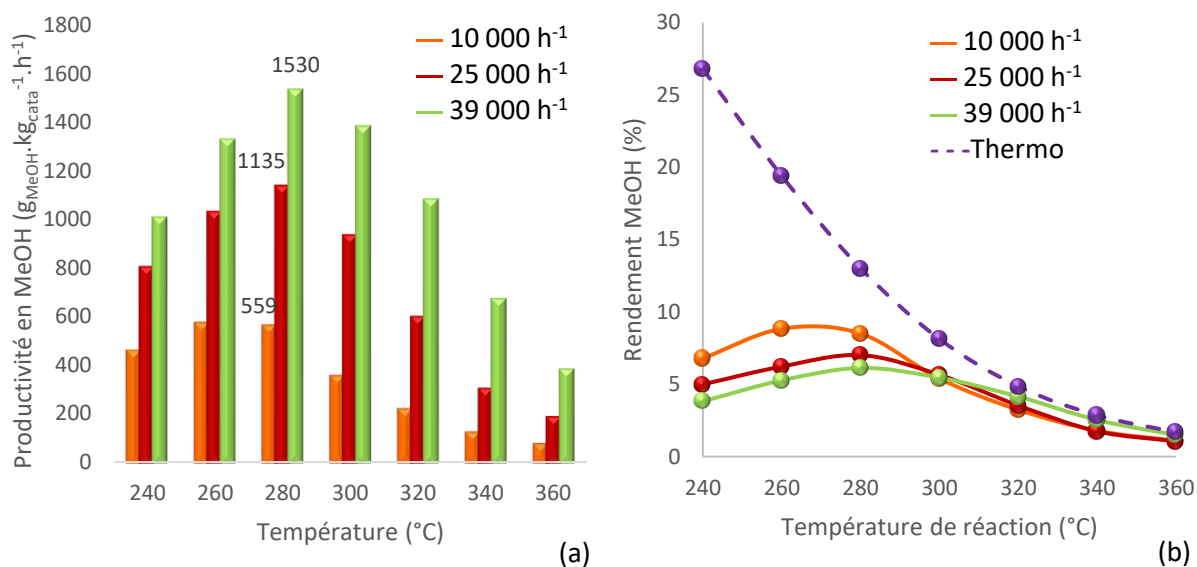 Productivité en MeOH (gMeOH.kgcata-1.h-1)
1800
1600
1400
1200
1000
800
600
400
200
0
10 000 h-1
25 000 h-1
39 000 h-1
1530
1135
559
240 260 280 300 320 340 360
Température (°C)
(a)
Rendement MeOH (%)
30
25
20
15
10
5
0
10 000 h-1
25 000 h-1
39 000 h-1
Thermo
240 260 280 300 320 340 360
Température de réaction (°C)
(b)